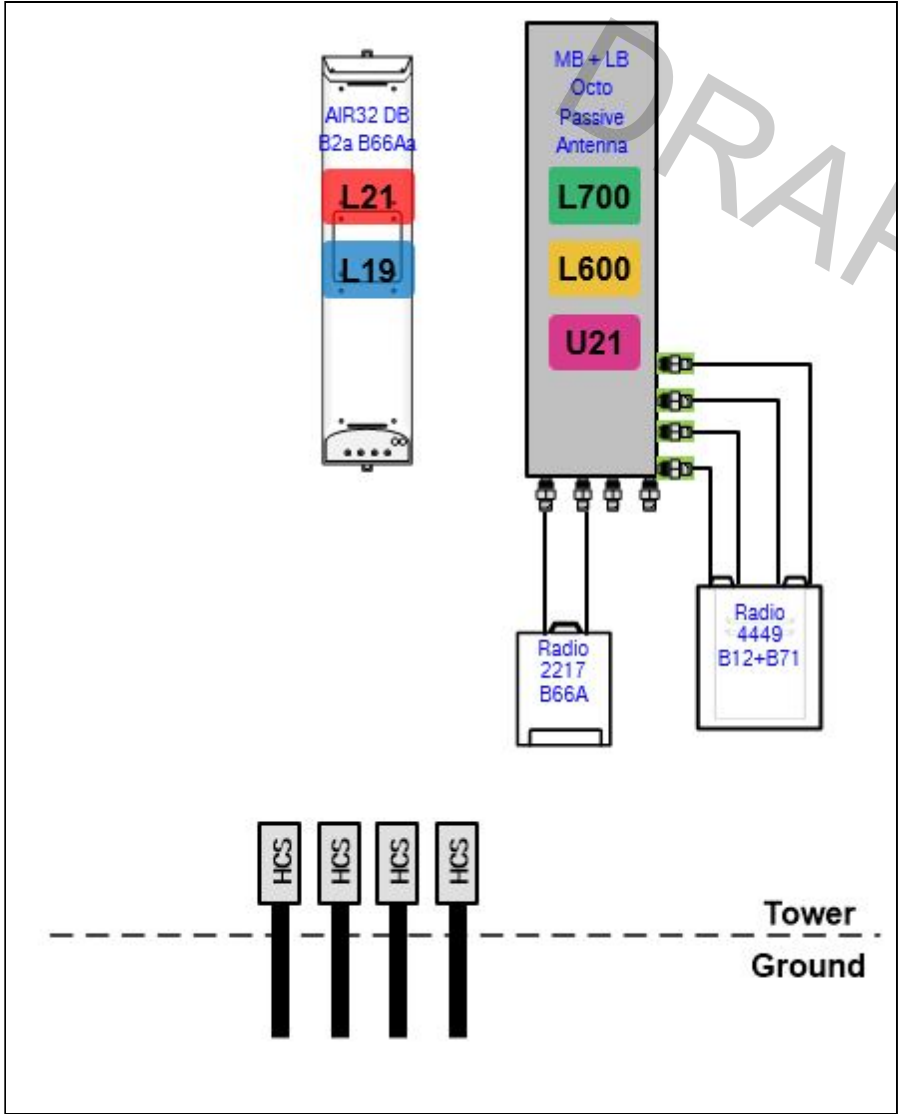 AIR32 DB
B2a B66Aa
L21
L19
MB + LB
Octo
Passive
Antenna
L700
L600
U21
Radio
2217
B66A
Radio
4449
B12+B71
HCS
HCS
HCS
HCS
Tower
Ground